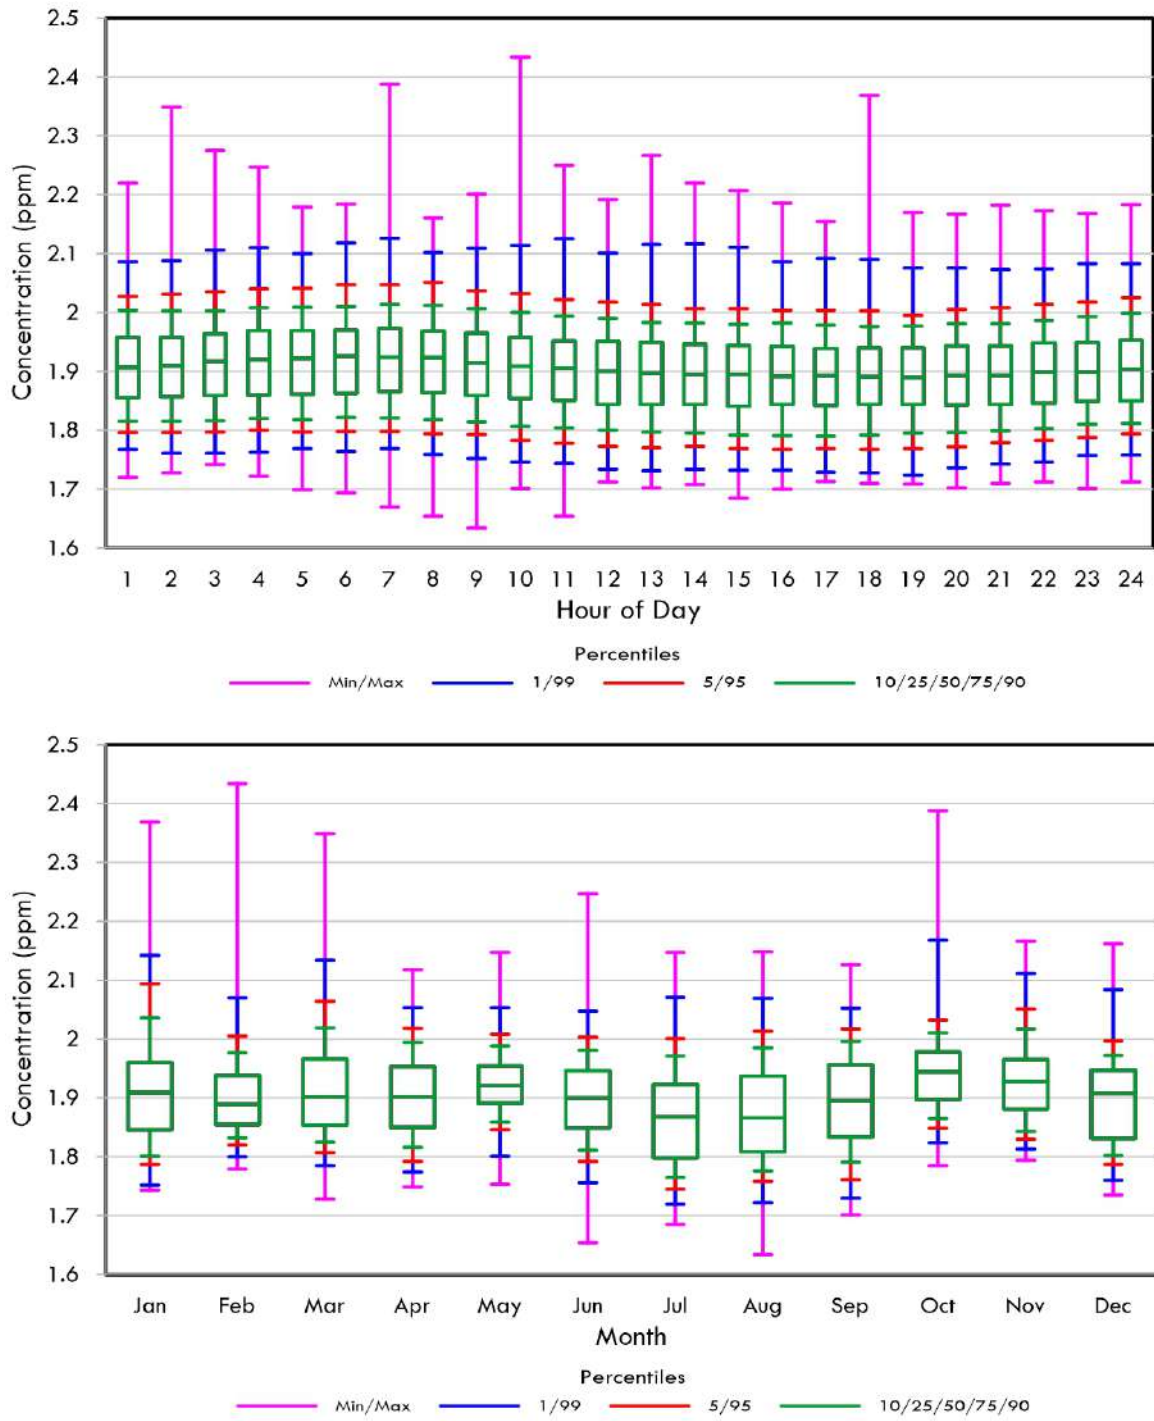 2.5
2.4
2.3
2.2
2.1
2
1.9
1.8
1.7
1.6
Concentration (ppm)
1 2 3 4 5 6 7 8 9 10 11 12 13 14 15 16 17 18 19 20 21 22 23 24
Hour of Day
Percentiles
Min/Max 1/99 5/95 10/25/50/75/90
2.5
2.4
2.3
2.2
2.1
2
1.9
1.8
1.7
1.6
Concentration (ppm)
Jan Feb Mar Apr May Jun Jul Aug Sep Oct Nov Dec
Month
Percentiles
Min/Max 1/99 5/95 10/25/50/75/90